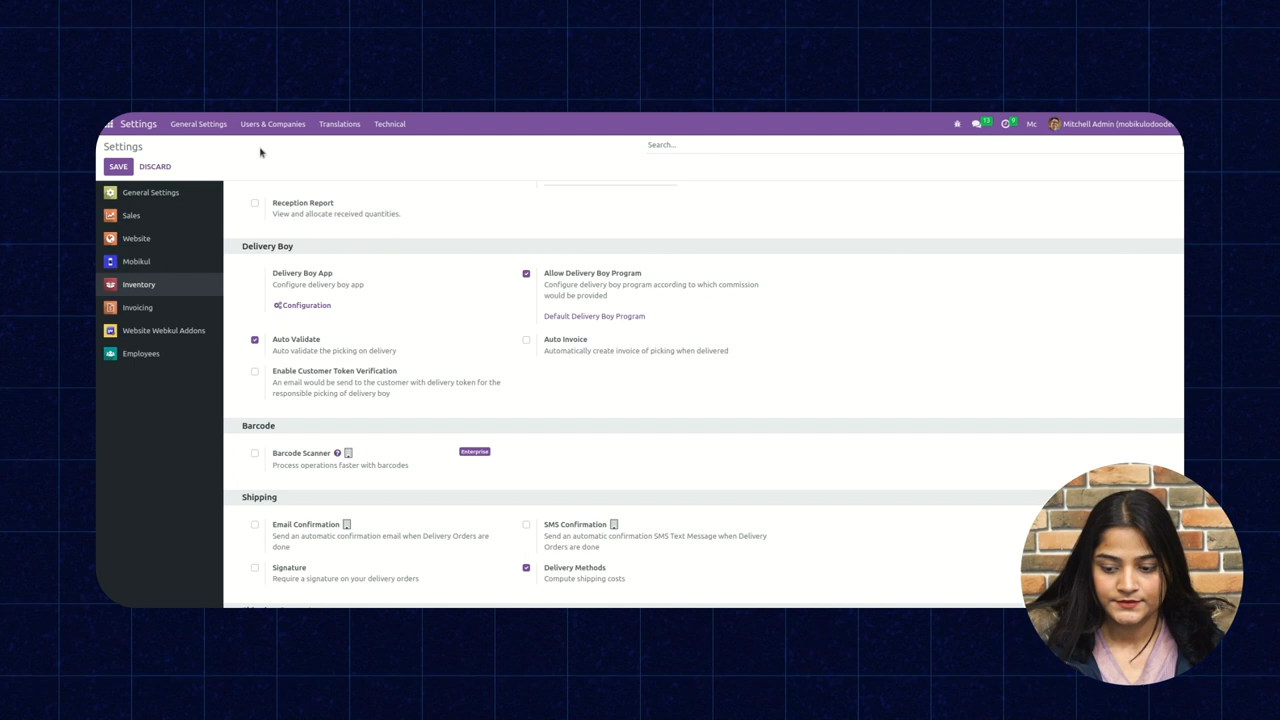 Settings General Settings Users & Companies Translations Technical 13 9 Mc Mitchell Admin (mobikulodoode
Settings
Search...
SAVE DISCARD
General Settings
Sales
Website
Mobikul
Inventory
Invoicing
Website Webkul Addons
Employees
Reception Report
View and allocate received quantities.
Delivery Boy
Delivery Boy App
Configure delivery boy app
Configuration
Allow Delivery Boy Program
Configure delivery boy program according to which commission
would be provided
Default Delivery Boy Program
Auto Validate
Auto validate the picking on delivery
Auto Invoice
Automatically create invoice of picking when delivered
Enable Customer Token Verification
An email would be send to the customer with delivery token for the
responsible picking of delivery boy
Barcode
Barcode Scanner ? Enterprise
Process operations faster with barcodes
Shipping
Email Confirmation
Send an automatic confirmation email when Delivery Orders are
done
SMS Confirmation
Send an automatic confirmation SMS Text Message when Delivery
Orders are done
Signature
Require a signature on your delivery orders
Delivery Methods
Compute shipping costs